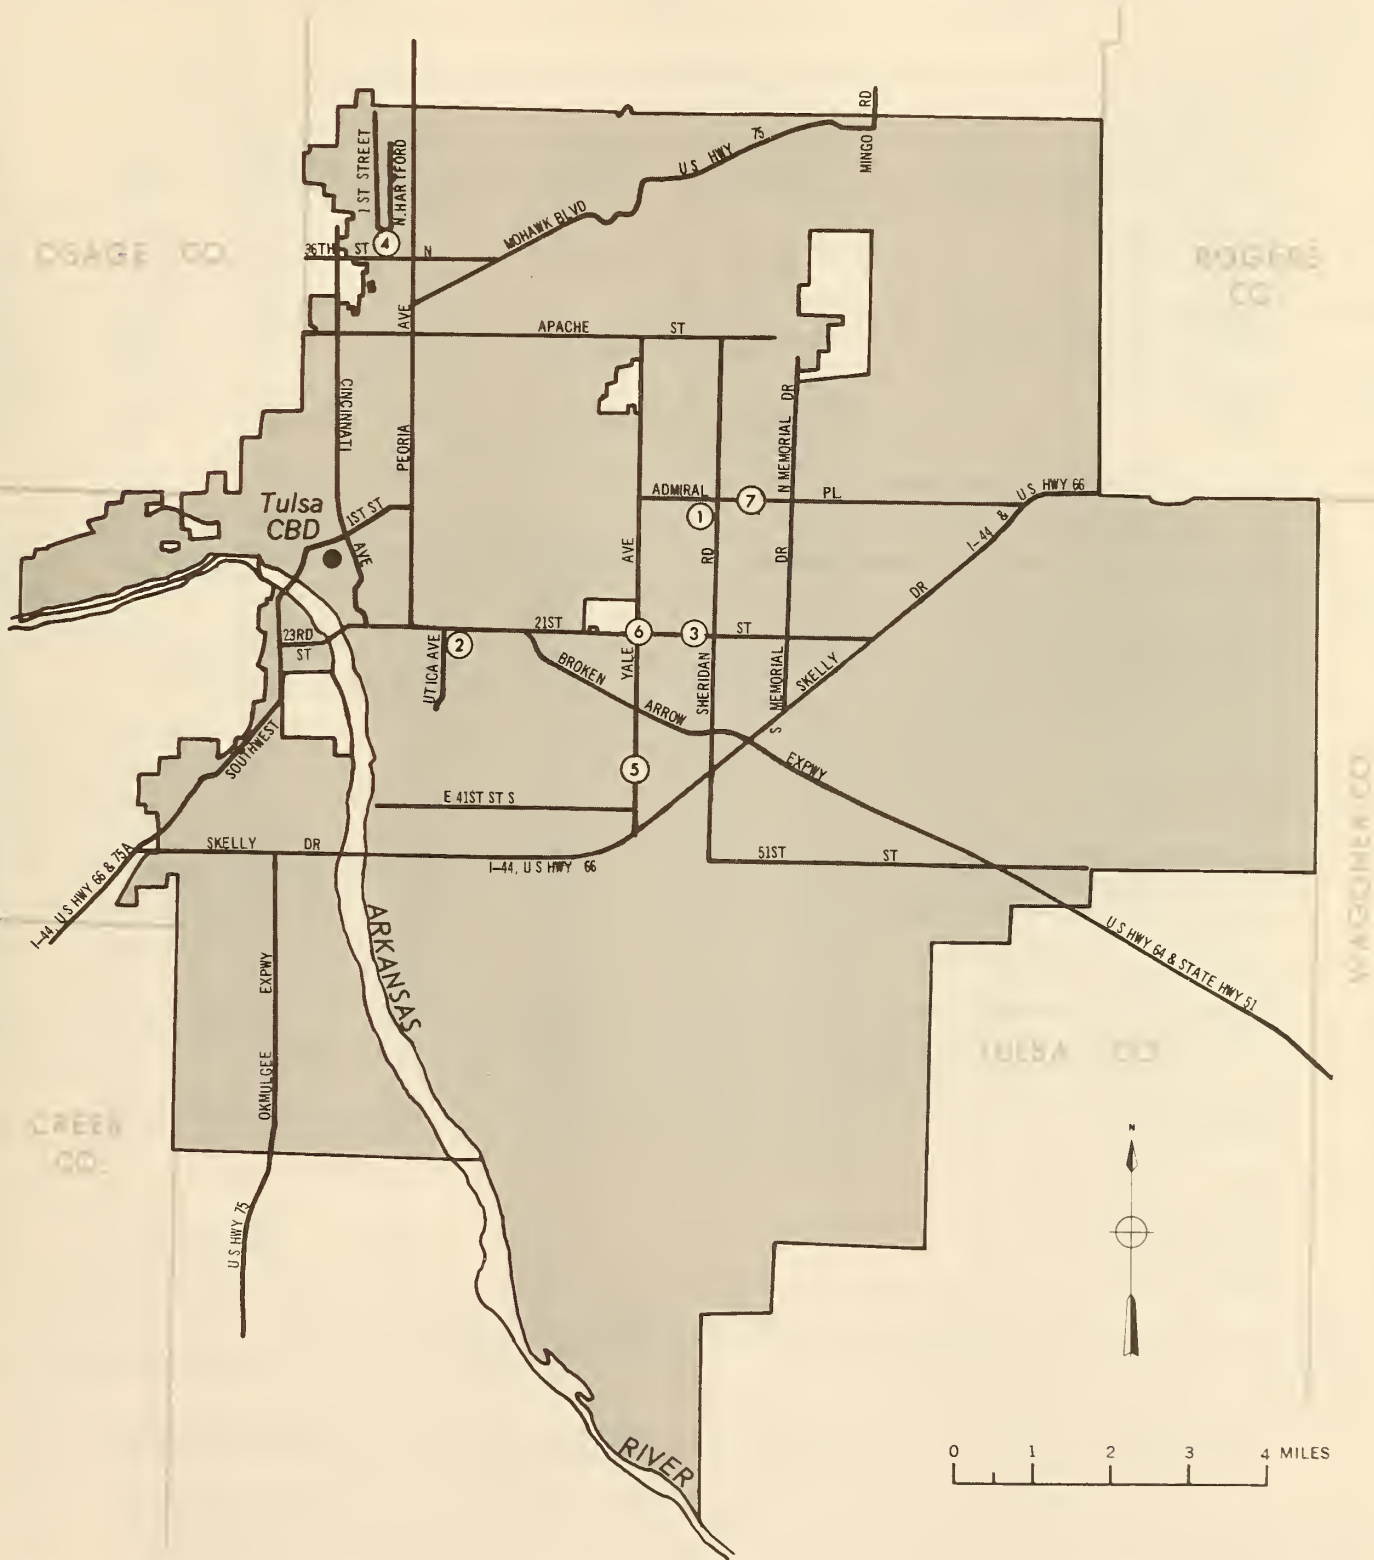 MINGO RD
1 ST STREET
N. HARTFORD
U S HWY 75
MOHAWK BLVD
OSAGE CO.
ROGERS
CO.
4
36TH ST N
AVE
APACHE ST
CINCINNATI
PEORIA
N MEMORIAL DR
Tulsa
CBD
1ST ST
AVE
ADMIRAL PL
7
1
U S HWY 66
I-44 &
AVE
RD
DR
DR
23RD
ST
21ST ST
6
3
2
UTICA AVE
YALE
BROKEN
ARROW
SHERIDAN
S MEMORIAL
SKELLY
SOUTHWEST
EXPWY
5
E 41ST ST S
SKELLY DR
I-44, U S HWY 66
51ST ST
I-44, U S HWY 66 & 75A
WAGONER CO.
ARKANSAS
OKMULGEE EXPWY
U S HWY 64 & STATE HWY 51
TULSA CO.
CREEK
CO.
N
U S HWY 75
RIVER
0 1 2 3 4 MILES